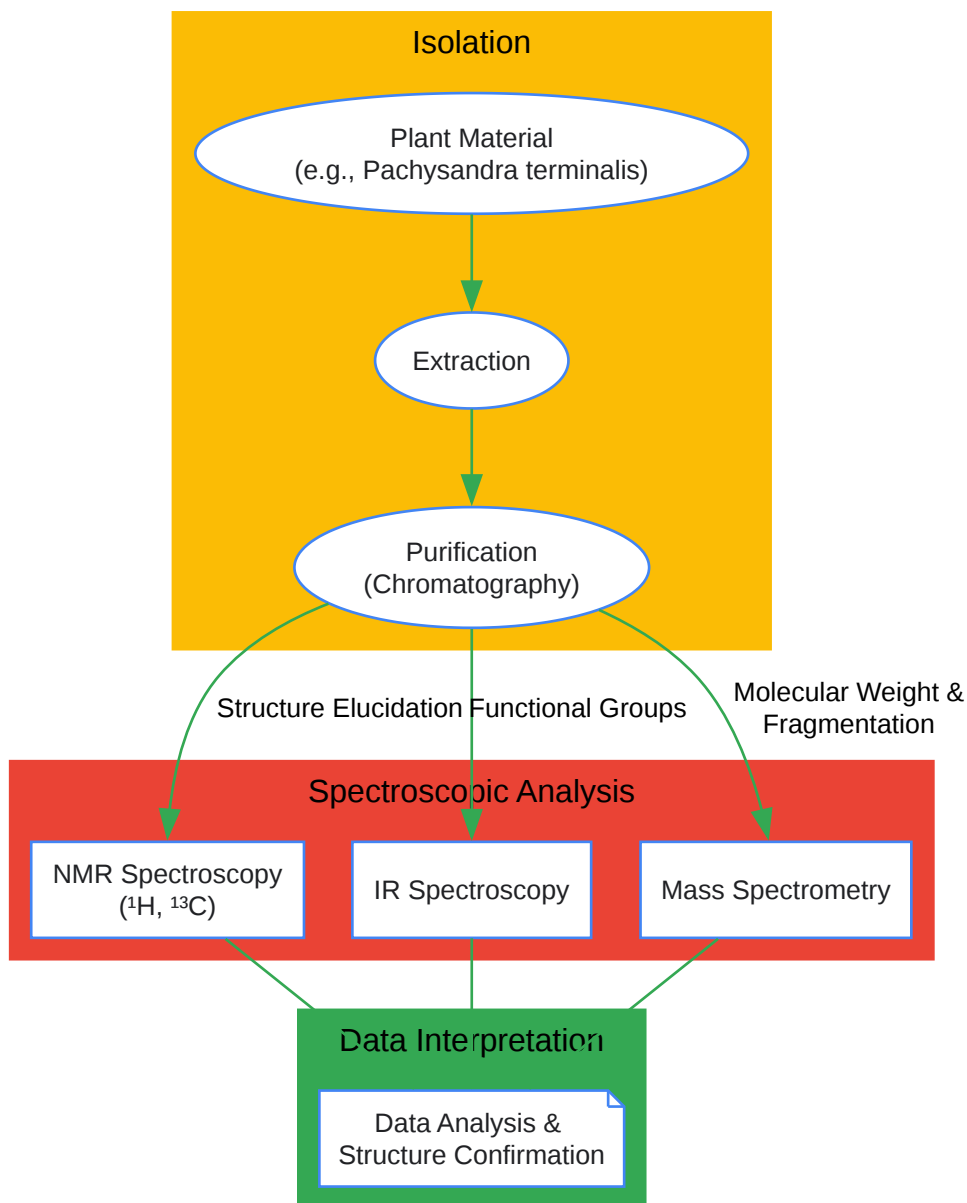 Isolation
Plant Material
(e.g., Pachysandra terminalis)
Extraction
Purification
(Chromatography)
Structure Elucidation
Functional Groups
Molecular Weight &
Fragmentation
Spectroscopic Analysis
NMR Spectroscopy
(¹H, ¹³C)
IR Spectroscopy
Mass Spectrometry
Data Interpretation
Data Analysis &
Structure Confirmation